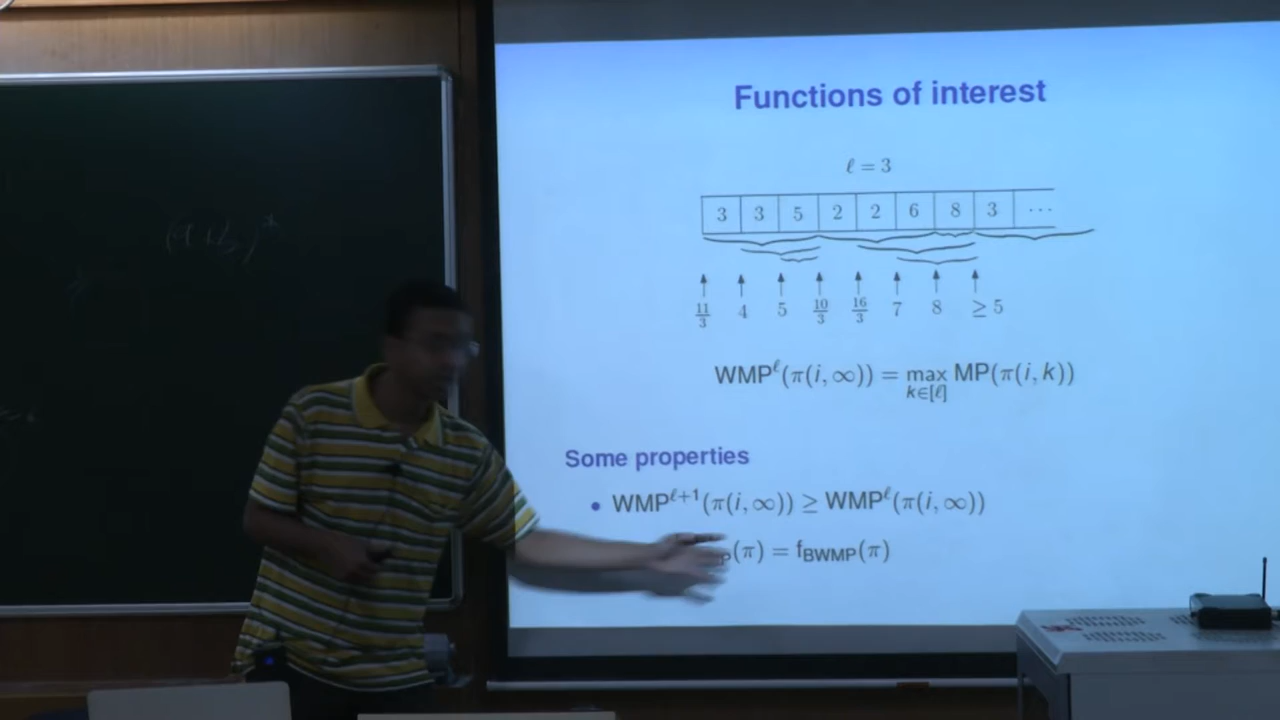 Functions of interest
ℓ = 3
3 3 5 2 2 6 8 3 ···
11/3 4 5 10/3 16/3 7 8 ≥ 5
WMP^ℓ(π(i, ∞)) = max_{k∈[ℓ]} MP(π(i, k))
Some properties
• WMP^{ℓ+1}(π(i, ∞)) ≥ WMP^ℓ(π(i, ∞))
(π) = f_BWMP(π)